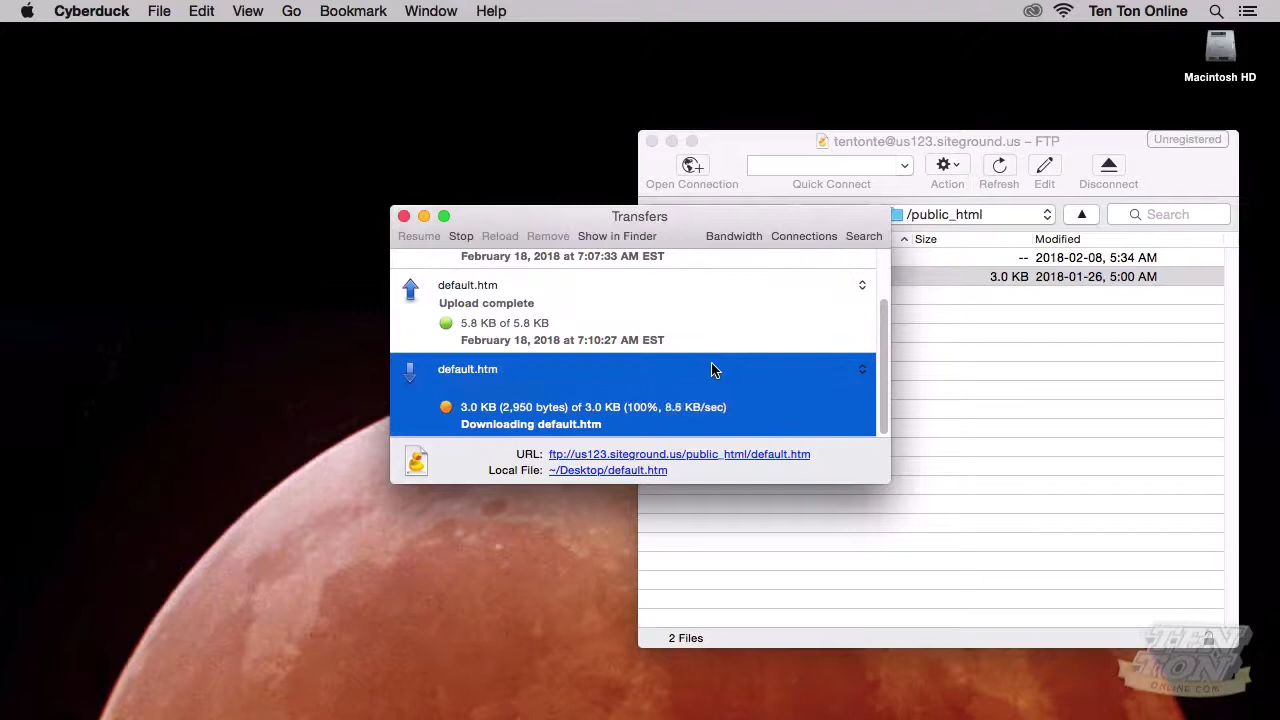 Cyberduck File Edit View Go Bookmark Window Help Ten Ton Online
Macintosh HD
tentonte@us123.siteground.us – FTP Unregistered
Open Connection Quick Connect Action Refresh Edit Disconnect
/public_html Search
Size Modified
-- 2018-02-08, 5:34 AM
3.0 KB 2018-01-26, 5:00 AM
Transfers
Resume Stop Reload Remove Show in Finder Bandwidth Connections Search
February 18, 2018 at 7:07:33 AM EST
default.htm
Upload complete
5.8 KB of 5.8 KB
February 18, 2018 at 7:10:27 AM EST
default.htm
3.0 KB (2,950 bytes) of 3.0 KB (100%, 8.5 KB/sec)
Downloading default.htm
URL: ftp://us123.siteground.us/public_html/default.htm
Local File: ~/Desktop/default.htm
2 Files
TEN
TON
ONLINE.COM